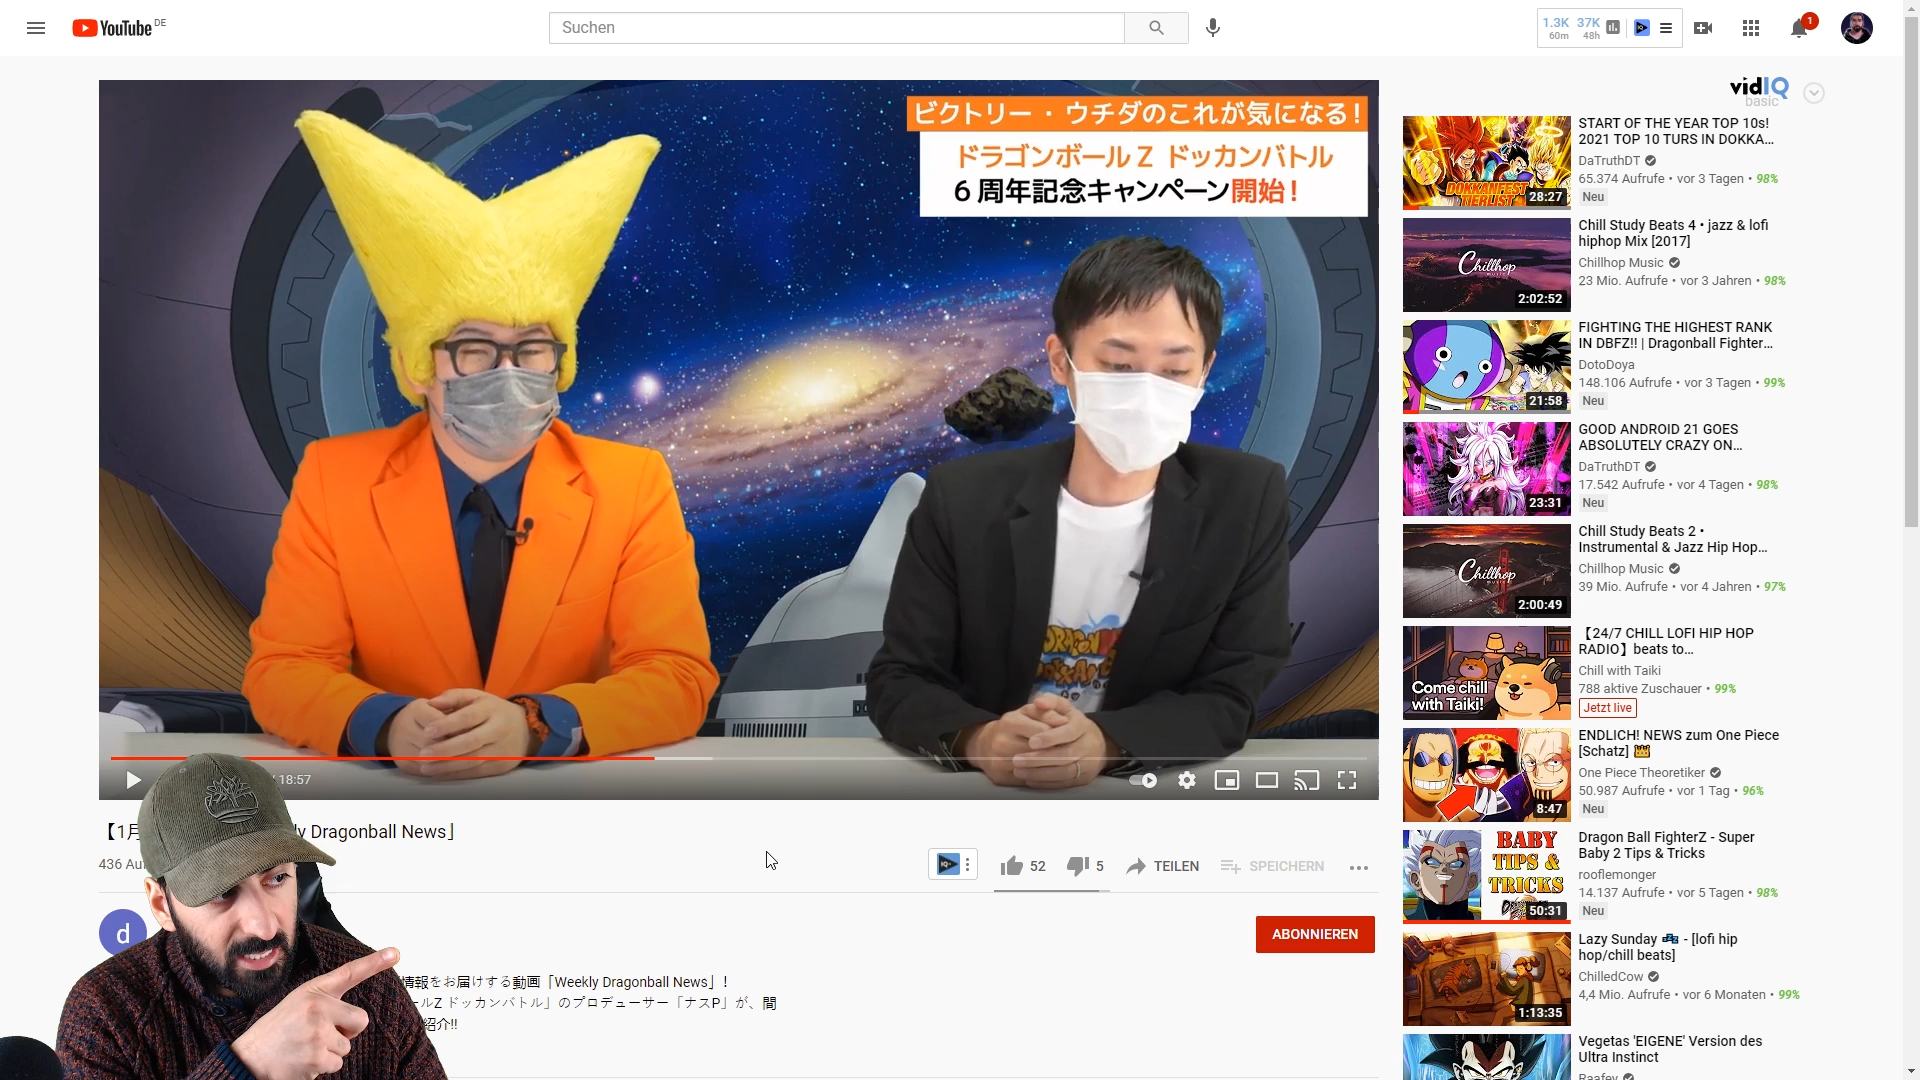 YouTube DE
Suchen
1.3K 37K
60m 48h
1
ビクトリー・ウチダのこれが気になる!
ドラゴンボールZ ドッカンバトル
6周年記念キャンペーン開始!
/ 18:57
【1月
ly Dragonball News」
436 Au
52
5
TEILEN
SPEICHERN
d
ABONNIEREN
情報をお届けする動画「Weekly Dragonball News」!
ールZ ドッカンバトル」のプロデューサー「ナスP」が、間
紹介!!
vidIQ
basic
DOKKANFEST
TIERLIST
28:27
START OF THE YEAR TOP 10s!
2021 TOP 10 TURS IN DOKKA...
DaTruthDT
65.374 Aufrufe • vor 3 Tagen • 98%
Neu
Chillhop
MUSIC
2:02:52
Chill Study Beats 4 • jazz & lofi
hiphop Mix [2017]
Chillhop Music
23 Mio. Aufrufe • vor 3 Jahren • 98%
21:58
FIGHTING THE HIGHEST RANK
IN DBFZ!! | Dragonball Fighter...
DotoDoya
148.106 Aufrufe • vor 3 Tagen • 99%
Neu
23:31
GOOD ANDROID 21 GOES
ABSOLUTELY CRAZY ON...
DaTruthDT
17.542 Aufrufe • vor 4 Tagen • 98%
Neu
Chillhop
MUSIC
2:00:49
Chill Study Beats 2 •
Instrumental & Jazz Hip Hop...
Chillhop Music
39 Mio. Aufrufe • vor 4 Jahren • 97%
Come chill
with Taiki!
【24/7 CHILL LOFI HIP HOP
RADIO】beats to...
Chill with Taiki
788 aktive Zuschauer • 99%
Jetzt live
8:47
ENDLICH! NEWS zum One Piece
[Schatz]
One Piece Theoretiker
50.987 Aufrufe • vor 1 Tag • 96%
Neu
BABY
TIPS &
TRICKS
50:31
Dragon Ball FighterZ - Super
Baby 2 Tips & Tricks
rooflemonger
14.137 Aufrufe • vor 5 Tagen • 98%
Neu
1:13:35
Lazy Sunday 💤 - [lofi hip
hop/chill beats]
ChilledCow
4,4 Mio. Aufrufe • vor 6 Monaten • 99%
Vegetas 'EIGENE' Version des
Ultra Instinct
Raafey